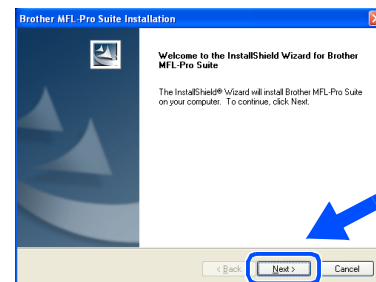 Brother MFL-Pro Suite Installation
Welcome to the InstallShield Wizard for Brother
MFL-Pro Suite
The InstallShield® Wizard will install Brother MFL-Pro Suite
on your computer. To continue, click Next.
< Back
Next >
Cancel